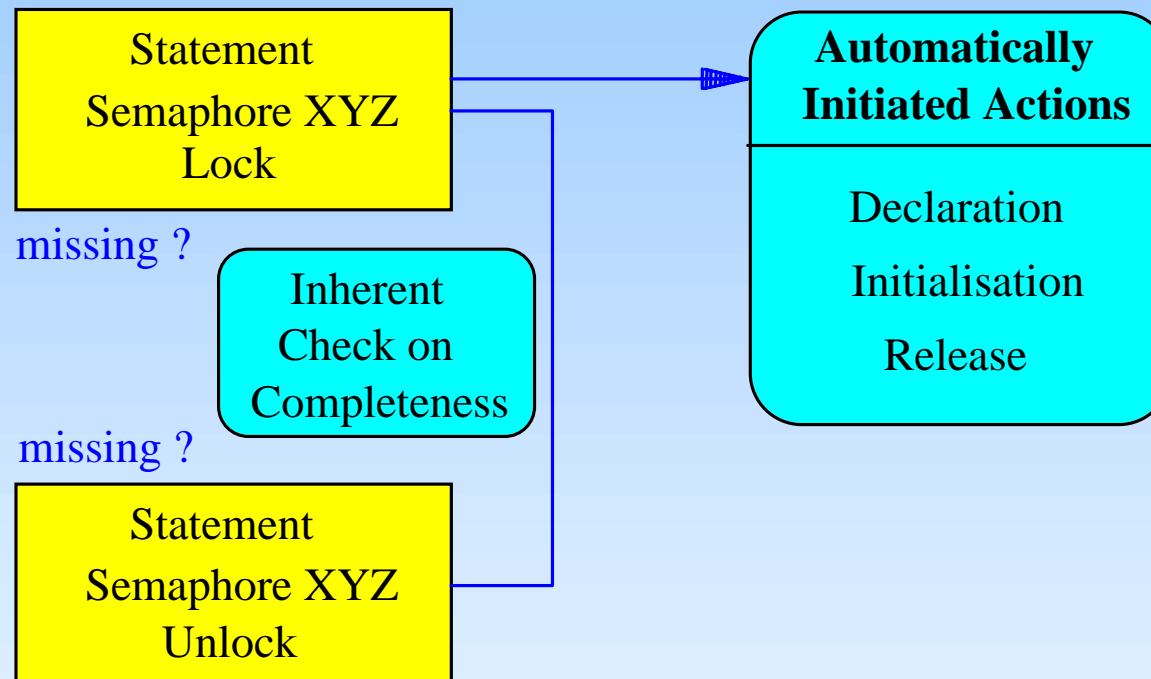 Statement
Semaphore XYZ
Lock
missing ?
Inherent
Check on
Completeness
missing ?
Statement
Semaphore XYZ
Unlock
Automatically
Initiated Actions
Declaration
Initialisation
Release